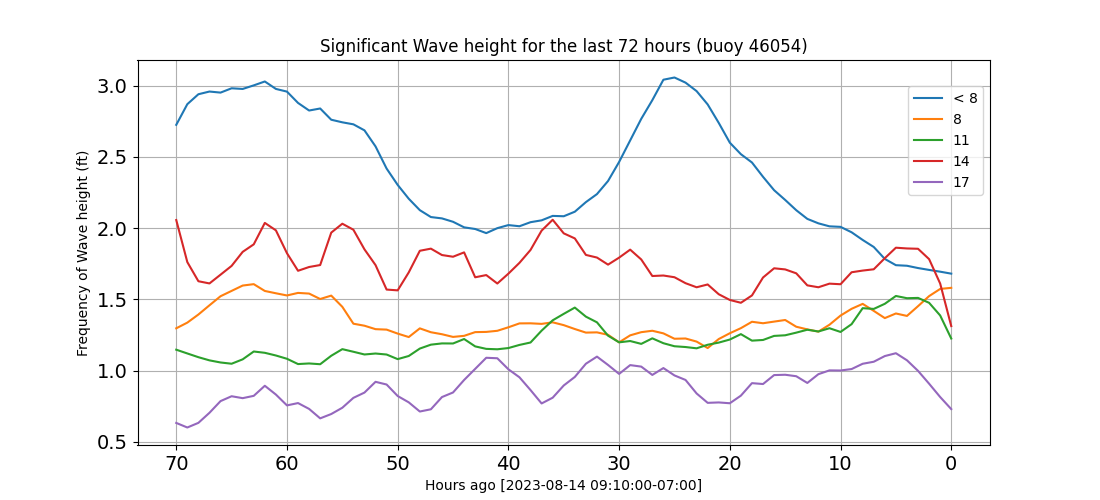 Significant Wave height for the last 72 hours (buoy 46054)
Frequency of Wave height (ft)
3.0
2.5
2.0
1.5
1.0
0.5
< 8
8
11
14
17
70 60 50 40 30 20 10 0
Hours ago [2023-08-14 09:10:00-07:00]